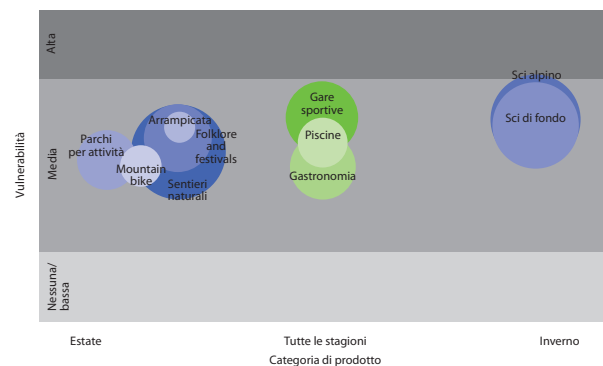 Vulnerabilità
Alta
Media
Nessuna/
bassa
Parchi
per attività
Mountain
bike
Arrampicata
Folklore
and
festivals
Sentieri
naturali
Gare
sportive
Piscine
Gastronomia
Sci alpino
Sci di fondo
Estate
Tutte le stagioni
Inverno
Categoria di prodotto